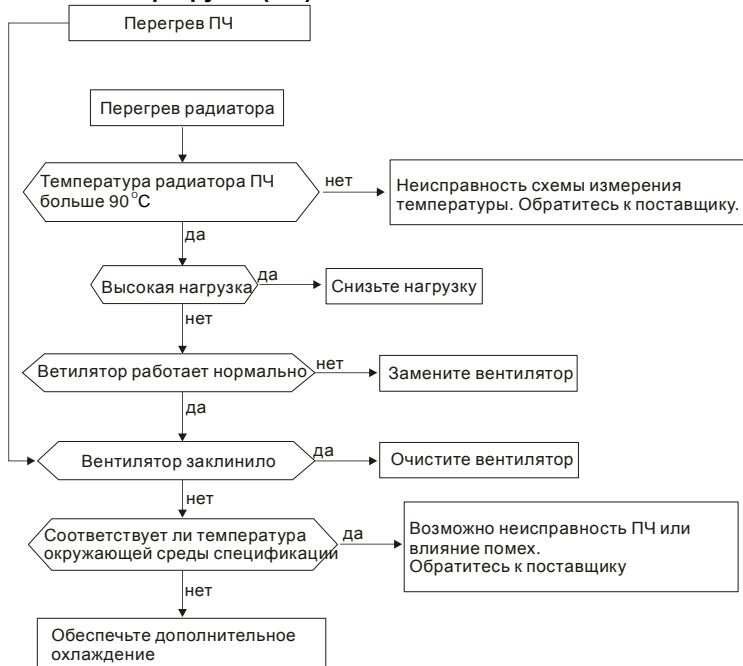 Перегрев ПЧ
Перегрев радиатора
Температура радиатора ПЧ
больше 90°C
нет
Неисправность схемы измерения
температуры. Обратитесь к поставщику.
да
Высокая нагрузка
да
Снизьте нагрузку
нет
Ветилятор работает нормально
нет
Замените вентилятор
да
Вентилятор заклинило
да
Очистите вентилятор
нет
Соответствует ли температура
окружающей среды спецификации
да
Возможно неисправность ПЧ или
влияние помех.
Обратитесь к поставщику
нет
Обеспечьте дополнительное
охлаждение